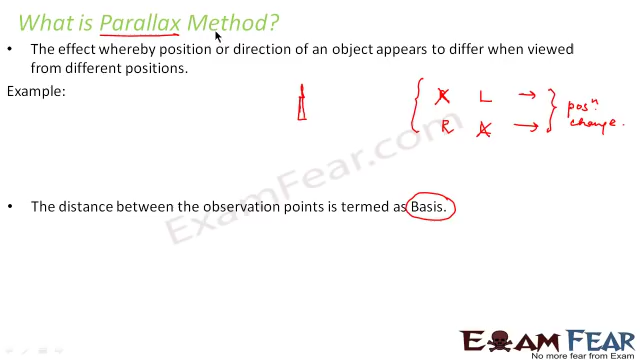 What is Parallax Method?
• The effect whereby position or direction of an object appears to differ when viewed
from different positions.
Example:
R L →
R L →
posⁿ
change.
• The distance between the observation points is termed as Basis.
ExamFear.com
EXAM FEAR
No more fear from Exam